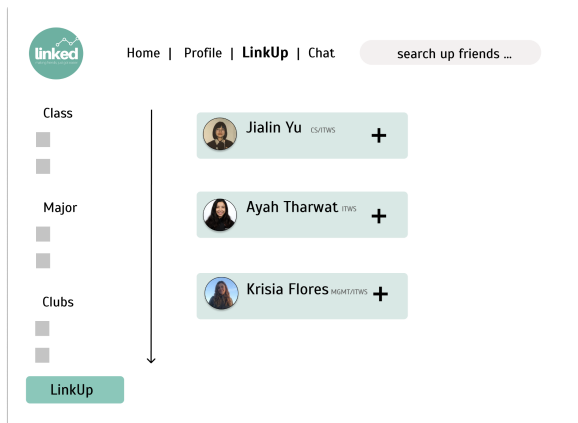 linked
Home | Profile | LinkUp | Chat
search up friends ...
Class
Major
Clubs
LinkUp
Jialin Yu CS/ITWS
+
Ayah Tharwat ITWS
+
Krisia Flores MGMT/ITWS
+